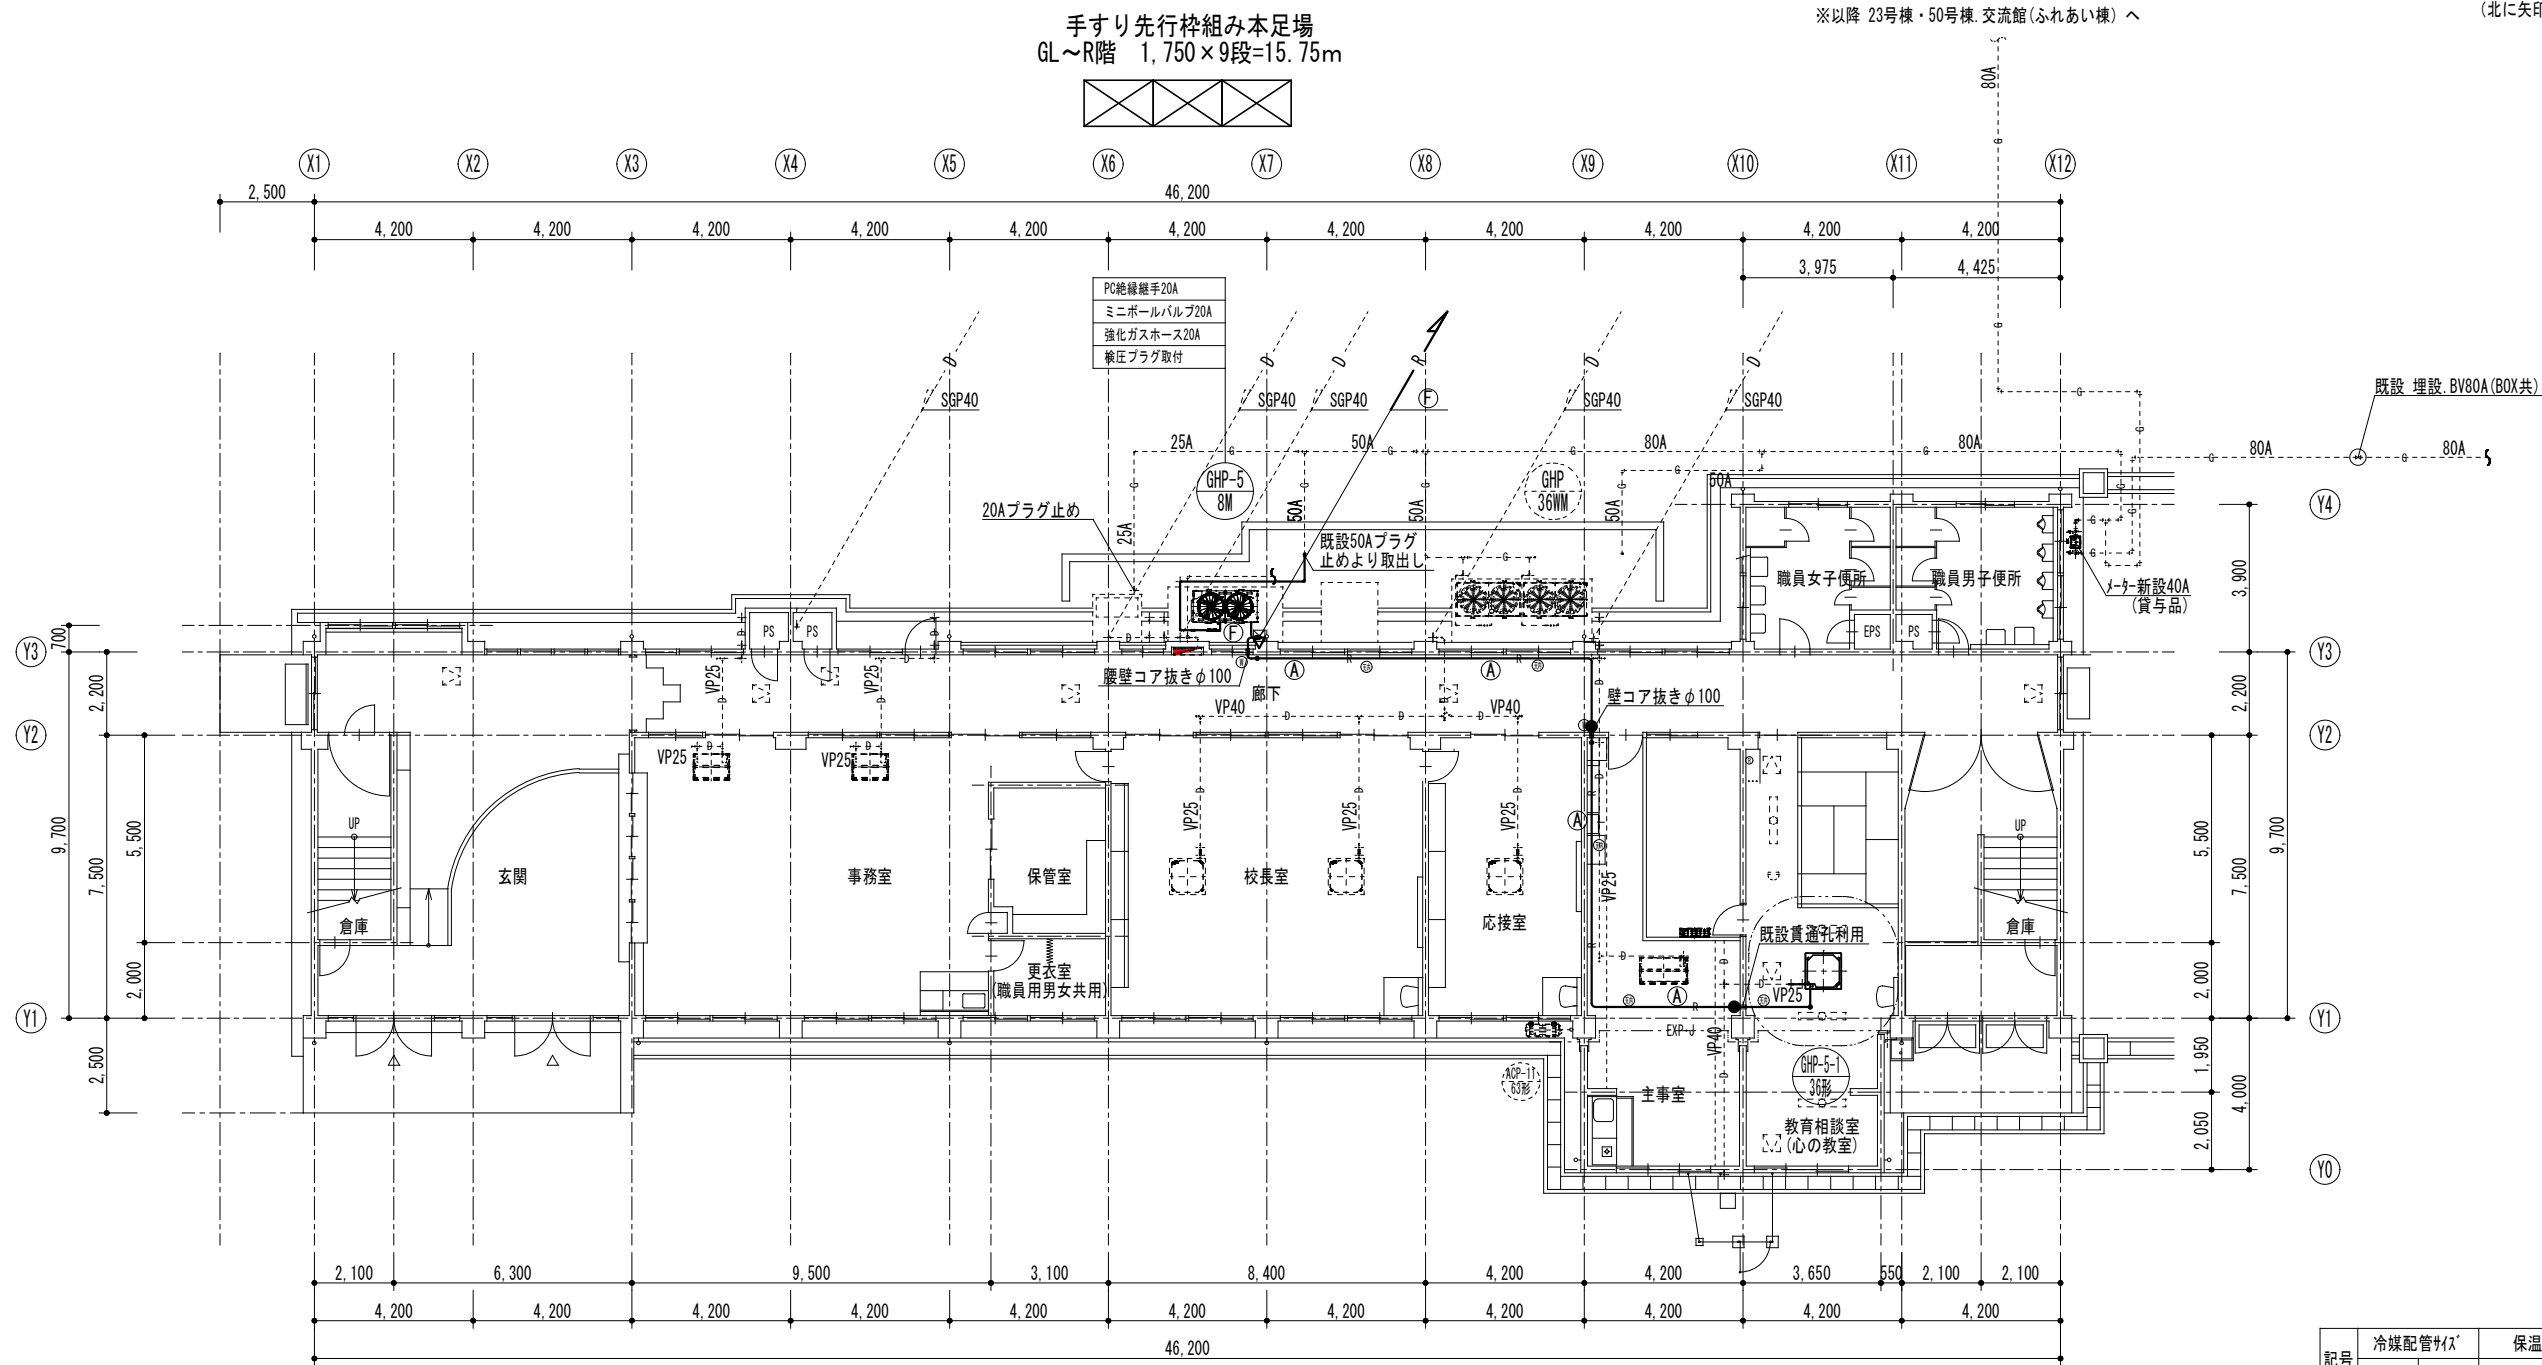 手すり先行枠組み本足場
GL～R階　1,750×9段=15.75m
※以降 23号棟・50号棟.交流館(ふれあい棟) へ
(北に矢印
80A
X1 X2 X3 X4 X5 X6 X7 X8 X9 X10 X11 X12
2,500 46,200
4,200 4,200 4,200 4,200 4,200 4,200 4,200 4,200 4,200 4,200 4,200
3,975 4,425
PC絶縁継手20A
ミニボールバルブ20A
強化ガスホース20A
検圧プラグ取付
D D D R D D
SGP40 SGP40 SGP40 F SGP40 SGP40
既設 埋設.BV80A(BOX共)
25A 50A 80A 80A 80A 80A
GHP-5
8M
GHP
36WM
50A
20Aプラグ止め
25A 50A 50A 50A
既設50Aプラグ
止めより取出し
Y4
職員女子便所 職員男子便所
メーター新設40A
(貸与品)
3,900
700
PS PS F EPS PS
Y3 Y3
A A
腰壁コア抜きφ100
廊下
壁コア抜きφ100
VP25 VP25 VP40 VP40
2,200 2,200
Y2 Y2
VP25 VP25
VP25 VP25 VP25
A
UP UP
9,700 7,500 5,500 5,500 7,500 9,700
玄関 事務室 保管室 校長室 応接室
VP25
倉庫 倉庫
既設貫通孔利用
更衣室
(職員用男女共用)
2,000 2,000
A R VP25
Y1 Y1
EXP-J VP40
2,500
ACP-11
63形
GHP-5-1
36形
1,950 4,000
主事室
教育相談室
(心の教室)
2,050
Y0
2,100 6,300 9,500 3,100 8,400 4,200 4,200 3,650 550 2,100 2,100
4,200 4,200 4,200 4,200 4,200 4,200 4,200 4,200 4,200 4,200 4,200
46,200
記号 冷媒配管サイズ 保温